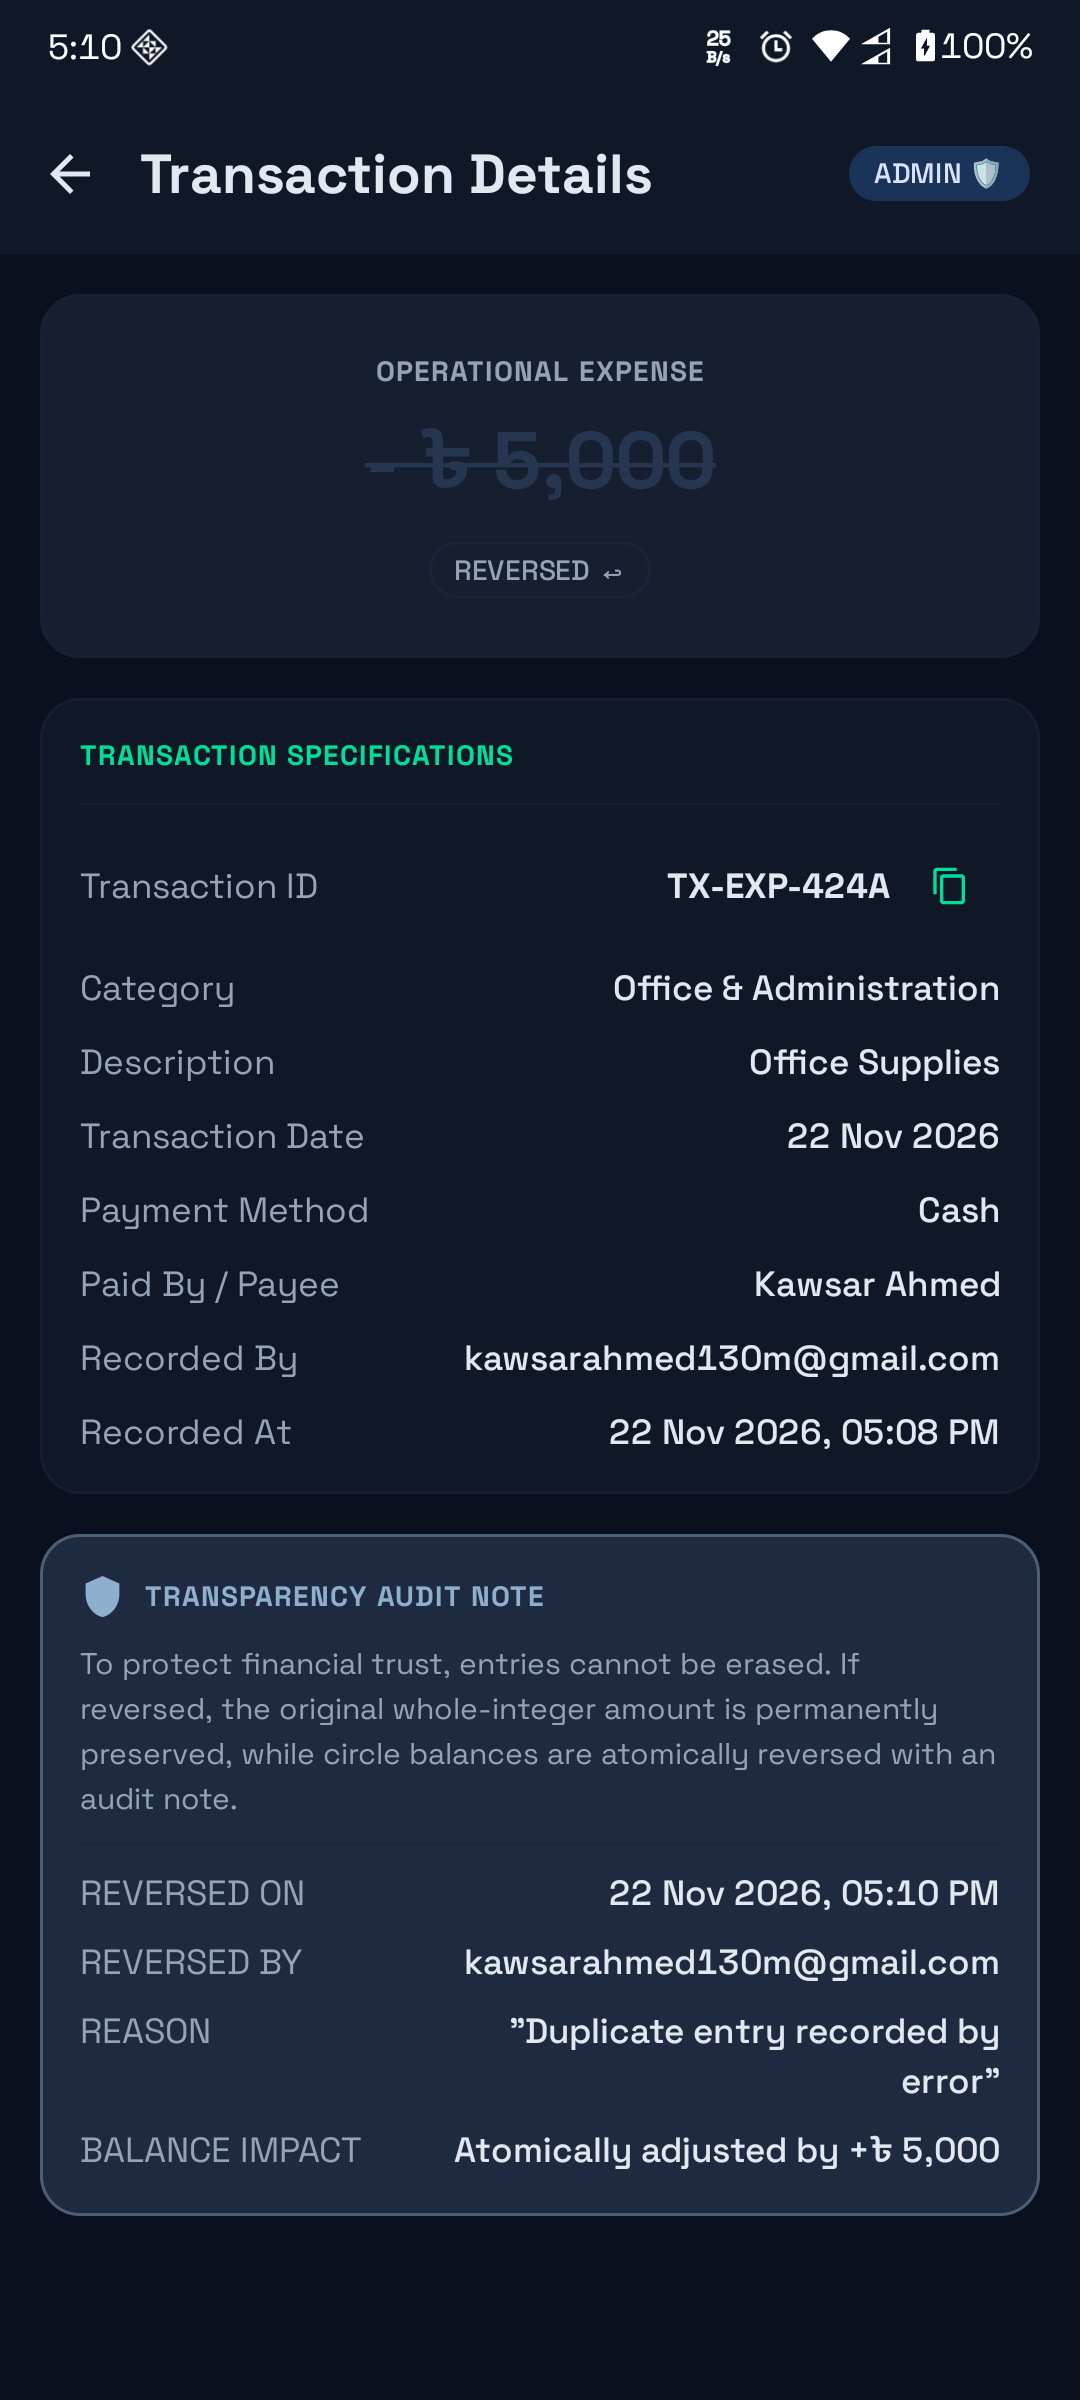 5:10
25
B/s
100%
Transaction Details
ADMIN
OPERATIONAL EXPENSE
- ৳ 5,000
REVERSED ↩
TRANSACTION SPECIFICATIONS
Transaction ID TX-EXP-424A
Category Office & Administration
Description Office Supplies
Transaction Date 22 Nov 2026
Payment Method Cash
Paid By / Payee Kawsar Ahmed
Recorded By kawsarahmed130m@gmail.com
Recorded At 22 Nov 2026, 05:08 PM
TRANSPARENCY AUDIT NOTE
To protect financial trust, entries cannot be erased. If
reversed, the original whole-integer amount is permanently
preserved, while circle balances are atomically reversed with an
audit note.
REVERSED ON 22 Nov 2026, 05:10 PM
REVERSED BY kawsarahmed130m@gmail.com
REASON "Duplicate entry recorded by
error"
BALANCE IMPACT Atomically adjusted by +৳ 5,000